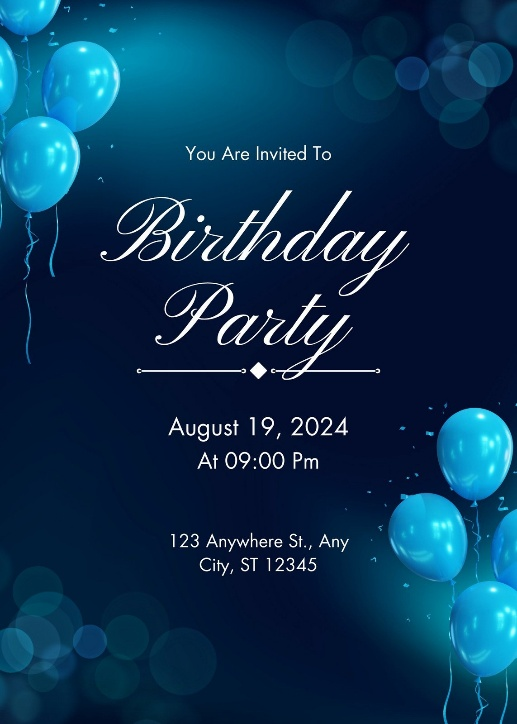 You Are Invited To
Birthday
Party
August 19, 2024
At 09:00 Pm
123 Anywhere St., Any
City, ST 12345